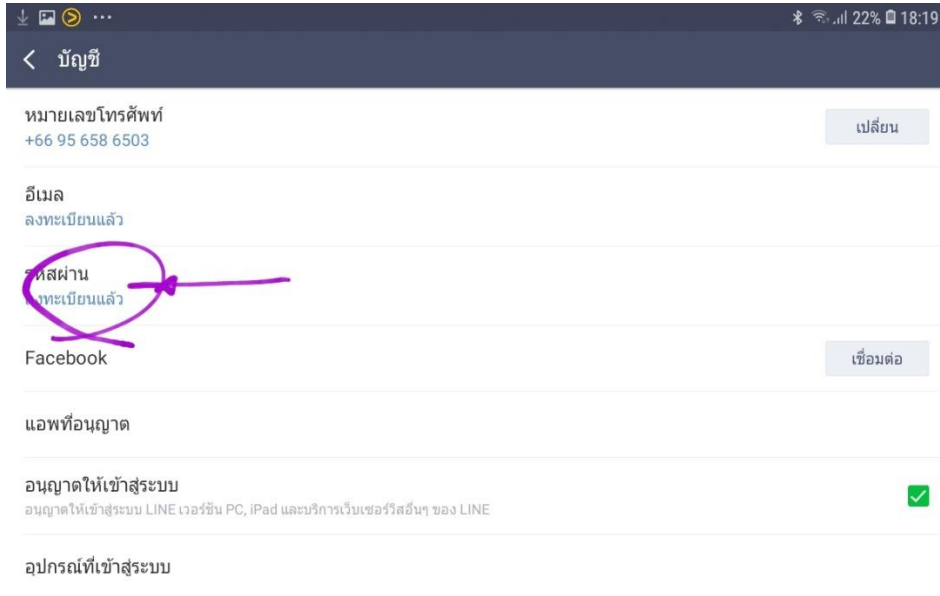 22% 18:19
บัญชี
หมายเลขโทรศัพท์
+66 95 658 6503
เปลี่ยน
อีเมล
ลงทะเบียนแล้ว
รหัสผ่าน
ลงทะเบียนแล้ว
Facebook
เชื่อมต่อ
แอพที่อนุญาต
อนุญาตให้เข้าสู่ระบบ
อนุญาตให้เข้าสู่ระบบ LINE เวอร์ชัน PC, iPad และบริการเว็บเซอร์วิสอื่นๆ ของ LINE
อุปกรณ์ที่เข้าสู่ระบบ